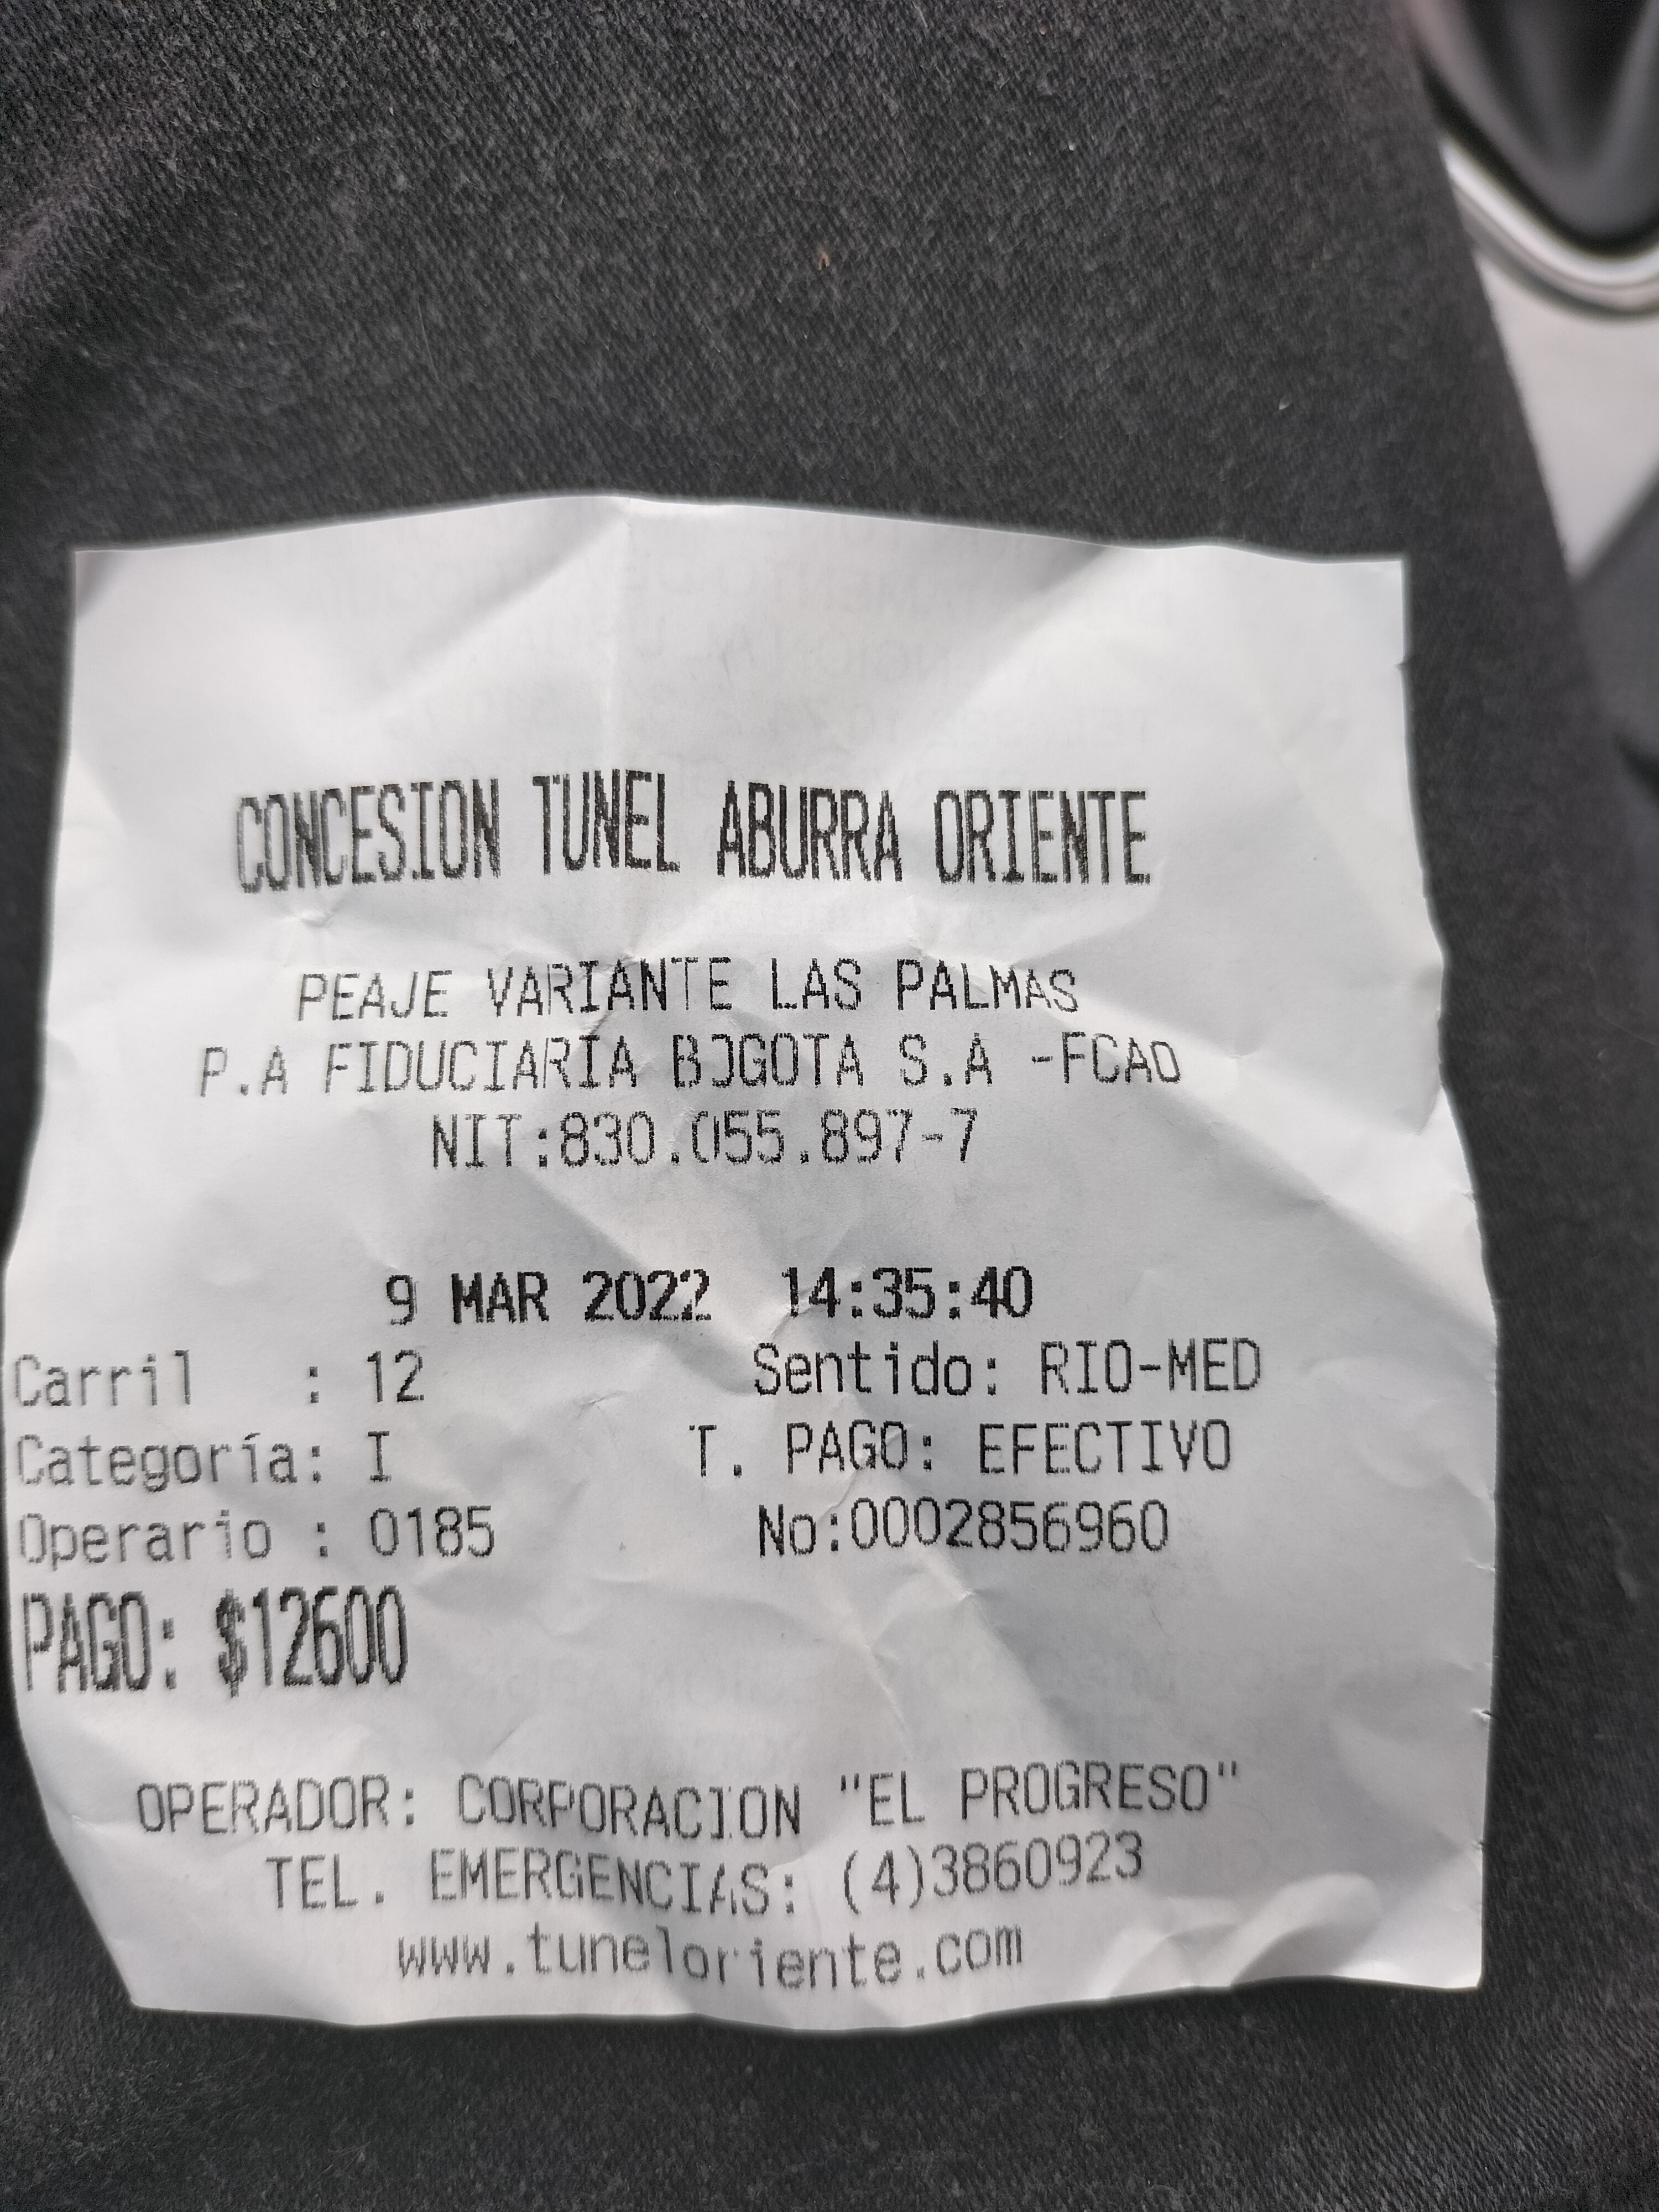 CONCESION TUNEL ABURRA ORIENTE
PEAJE VARIANTE LAS PALMAS
P.A FIDUCIARIA BOGOTA S.A -FCAO
NIT:830.055.897-7
9 MAR 2022 14:35:40
Carril : 12 Sentido: RIO-MED
Categoría: I T. PAGO: EFECTIVO
Operario : 0185 No:0002856960
PAGO: $12600
OPERADOR: CORPORACION "EL PROGRESO"
TEL. EMERGENCIAS: (4)3860923
www.tuneloriente.com